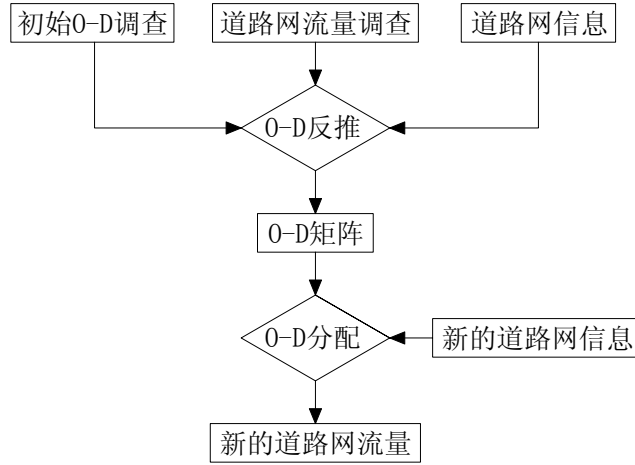 初始O-D调查
道路网流量调查
道路网信息
O-D反推
O-D矩阵
O-D分配
新的道路网信息
新的道路网流量